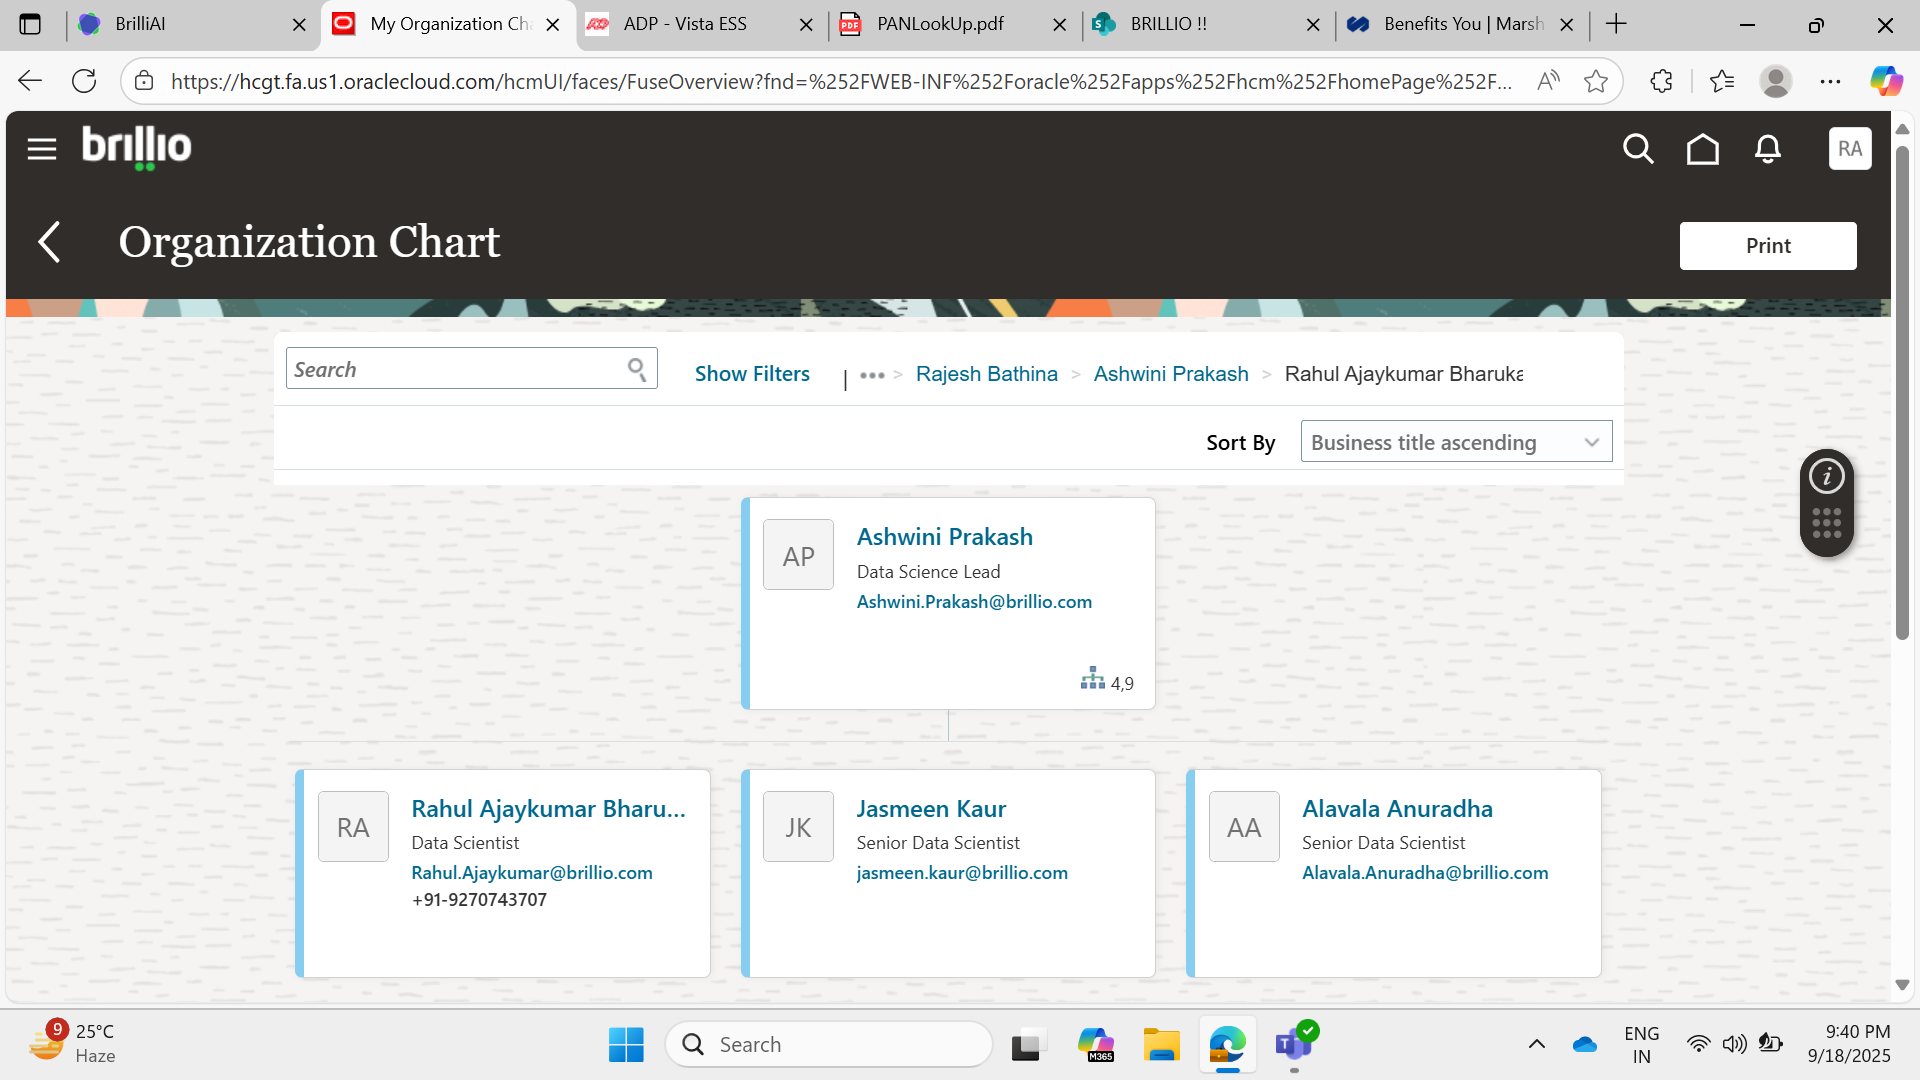 BrilliAI
My Organization Ch
ADP - Vista ESS
PDF
PANLookUp.pdf
S
BRILLIO !!
Benefits You | Marsh
https://hcgt.fa.us1.oraclecloud.com/hcmUI/faces/FuseOverview?fnd=%252FWEB-INF%252Foracle%252Fapps%252Fhcm%252FhomePage%252F...
brillio
RA
Organization Chart
Print
Search
Show Filters
| ••• > Rajesh Bathina > Ashwini Prakash > Rahul Ajaykumar Bharuka
Sort By
Business title ascending
AP
Ashwini Prakash
Data Science Lead
Ashwini.Prakash@brillio.com
4,9
RA
Rahul Ajaykumar Bharu...
Data Scientist
Rahul.Ajaykumar@brillio.com
+91-9270743707
JK
Jasmeen Kaur
Senior Data Scientist
jasmeen.kaur@brillio.com
AA
Alavala Anuradha
Senior Data Scientist
Alavala.Anuradha@brillio.com
9
25°C
Haze
Search
M365
T
ENG
IN
9:40 PM
9/18/2025